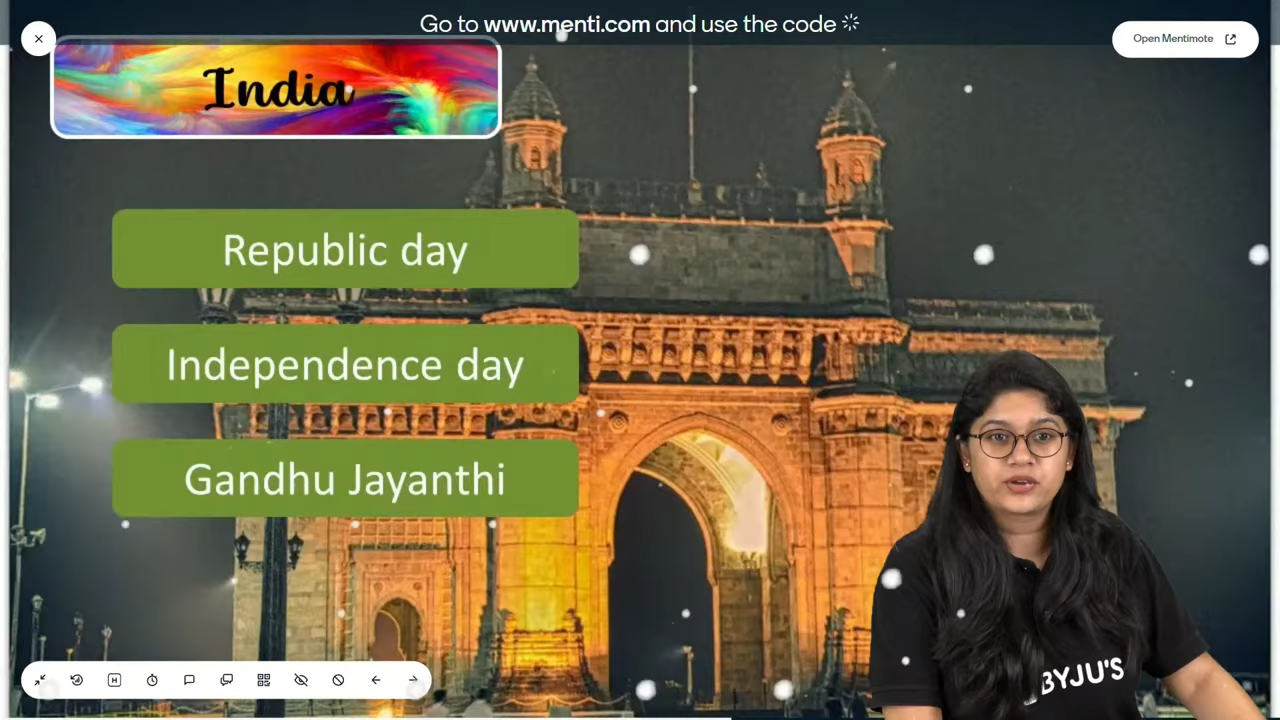 Go to www.menti.com and use the code
Open Mentimote
India
Republic day
Independence day
Gandhu Jayanthi
BYJU'S